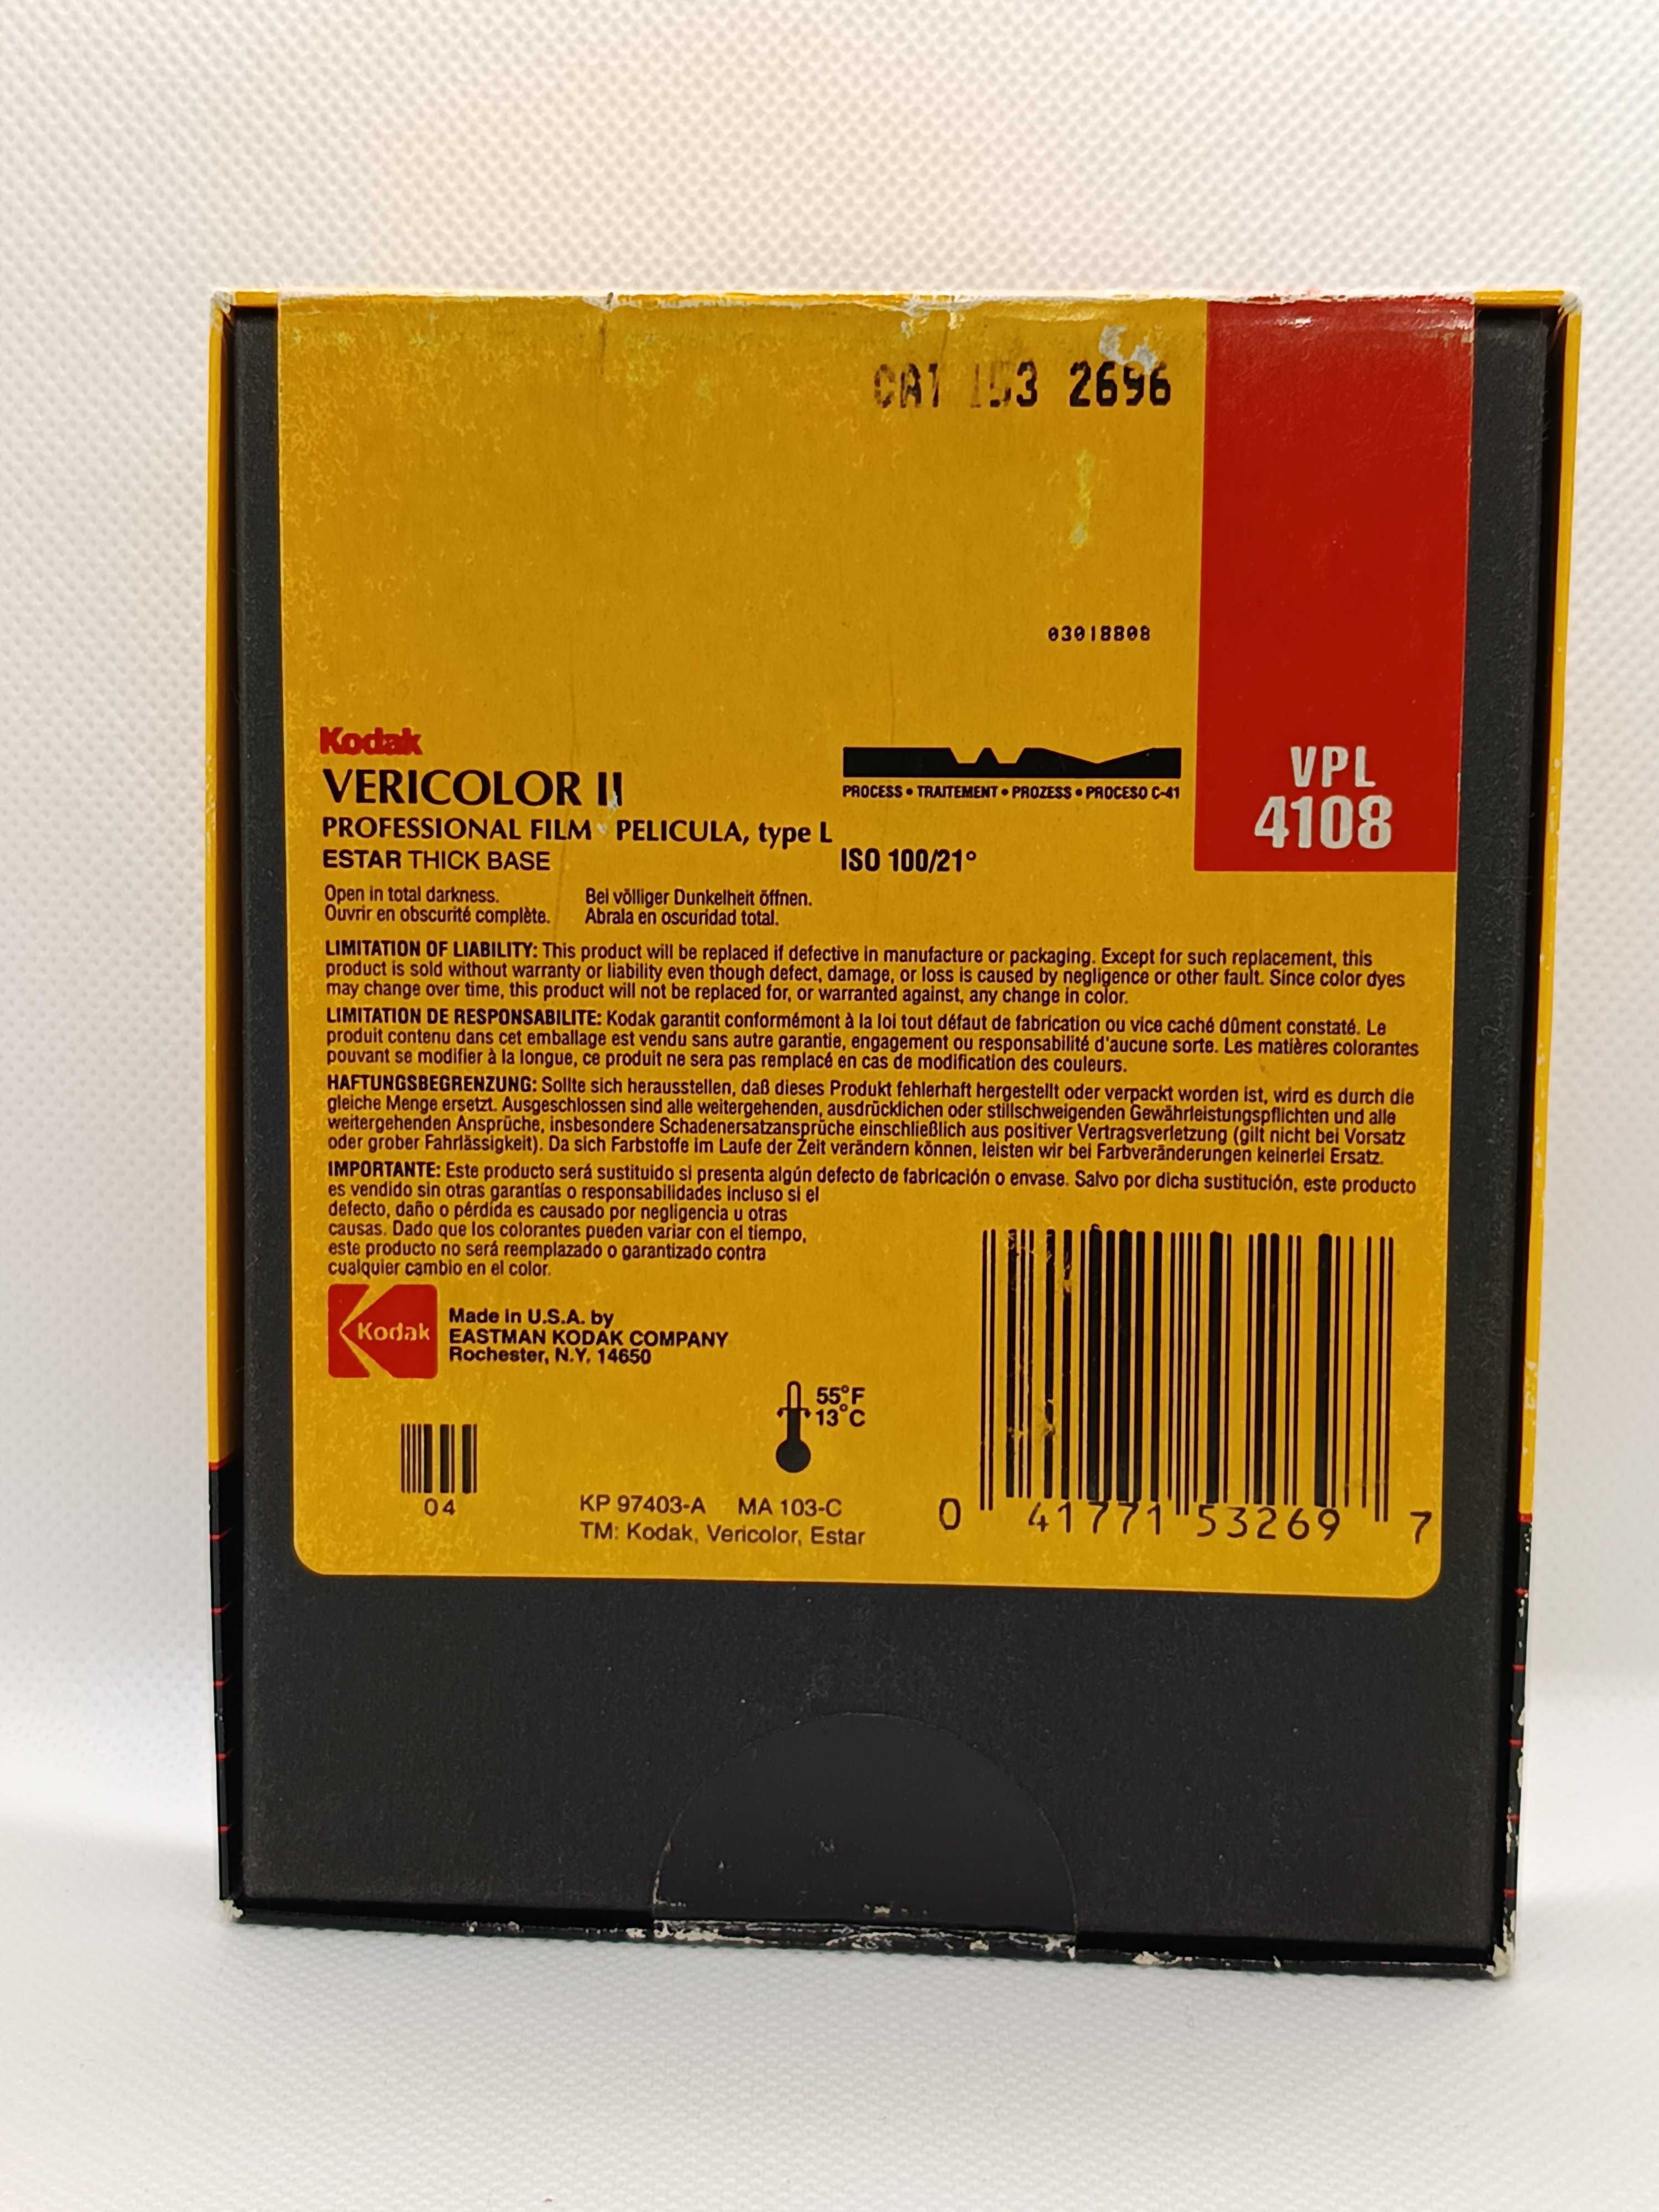 CAT 153 2696
03018808
Kodak
VERICOLOR II
PROFESSIONAL FILM · PELICULA, type L
ESTAR THICK BASE
PROCESS • TRAITEMENT • PROZESS • PROCESO C-41
ISO 100/21°
VPL
4108
Open in total darkness.
Ouvrir en obscurité complète.
Bei völliger Dunkelheit öffnen.
Abrala en oscuridad total.
LIMITATION OF LIABILITY: This product will be replaced if defective in manufacture or packaging. Except for such replacement, this
product is sold without warranty or liability even though defect, damage, or loss is caused by negligence or other fault. Since color dyes
may change over time, this product will not be replaced for, or warranted against, any change in color.
LIMITATION DE RESPONSABILITE: Kodak garantit conformément à la loi tout défaut de fabrication ou vice caché dûment constaté. Le
produit contenu dans cet emballage est vendu sans autre garantie, engagement ou responsabilité d'aucune sorte. Les matières colorantes
pouvant se modifier à la longue, ce produit ne sera pas remplacé en cas de modification des couleurs.
HAFTUNGSBEGRENZUNG: Sollte sich herausstellen, daß dieses Produkt fehlerhaft hergestellt oder verpackt worden ist, wird es durch die
gleiche Menge ersetzt. Ausgeschlossen sind alle weitergehenden, ausdrücklichen oder stillschweigenden Gewährleistungspflichten und alle
weitergehenden Ansprüche, insbesondere Schadenersatzansprüche einschließlich aus positiver Vertragsverletzung (gilt nicht bei Vorsatz
oder grober Fahrlässigkeit). Da sich Farbstoffe im Laufe der Zeit verändern können, leisten wir bei Farbveränderungen keinerlei Ersatz.
IMPORTANTE: Este producto será sustituido si presenta algún defecto de fabricación o envase. Salvo por dicha sustitución, este producto
es vendido sin otras garantías o responsabilidades incluso si el
defecto, daño o pérdida es causado por negligencia u otras
causas. Dado que los colorantes pueden variar con el tiempo,
este producto no será reemplazado o garantizado contra
cualquier cambio en el color.
Kodak
Made in U.S.A. by
EASTMAN KODAK COMPANY
Rochester, N.Y. 14650
55°F
13°C
04
KP 97403-A MA 103-C
TM: Kodak, Vericolor, Estar
0 41771 53269 7